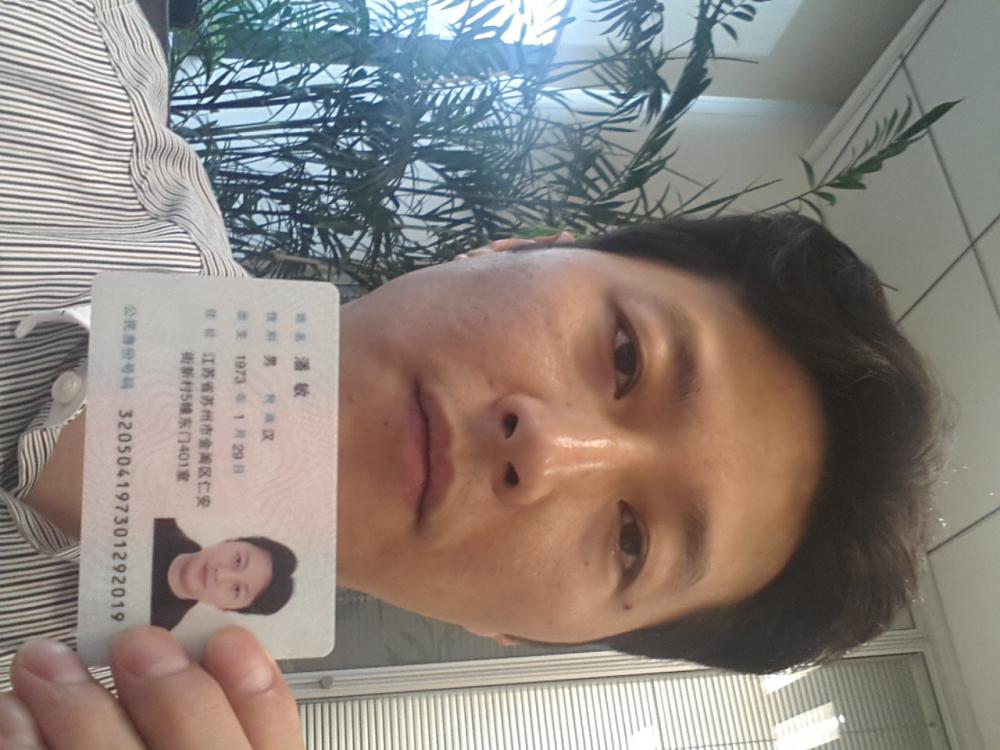 姓名 潘敏
性别 男 民族 汉
出生 1973 年 1 月 29 日
住址 江苏省苏州市金阊区仁安
街新村5幢东门401室
公民身份号码 320504197301292019